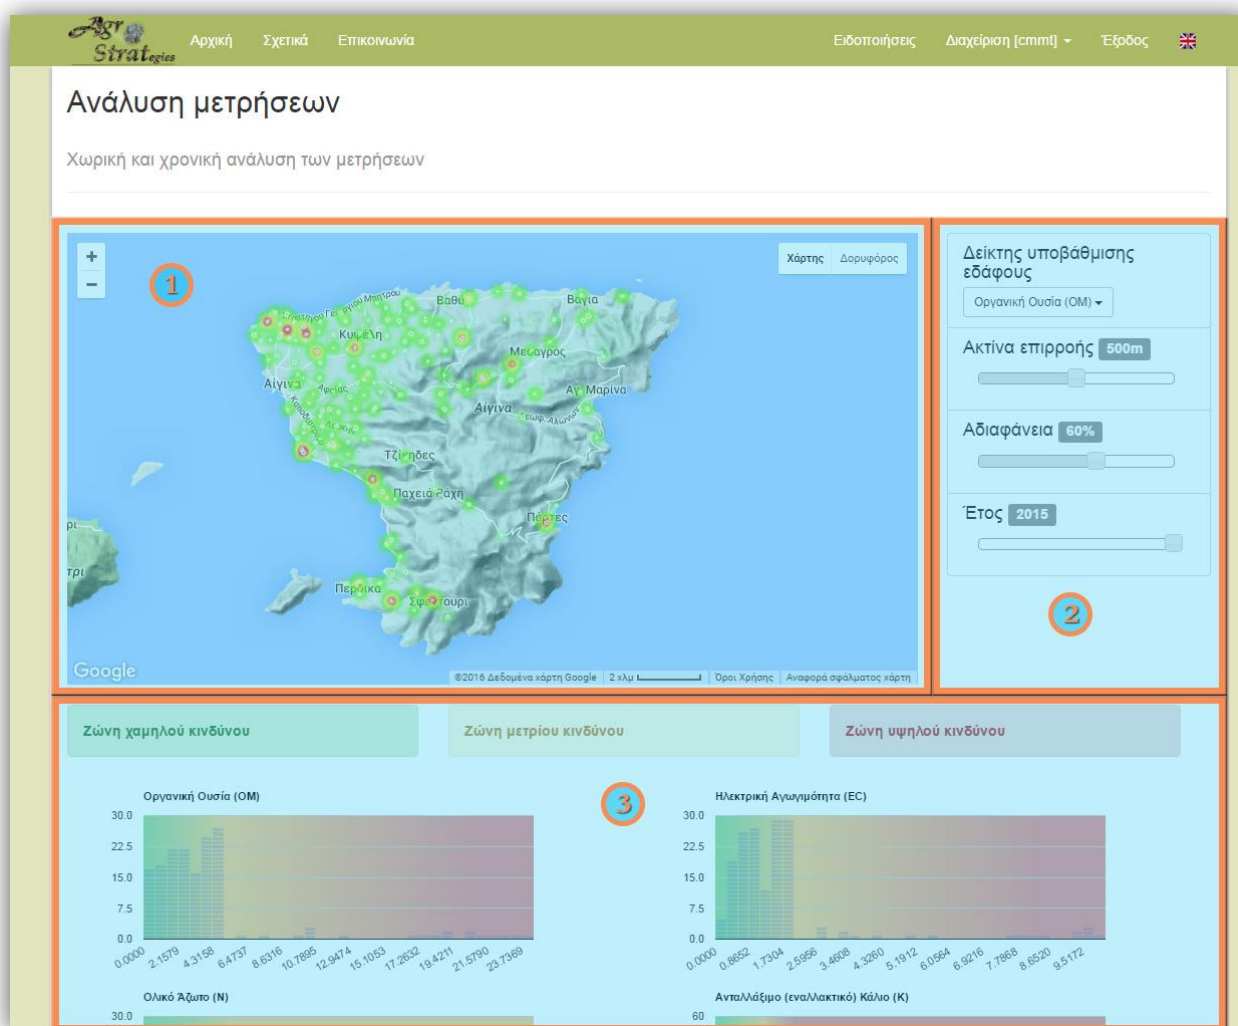 Agr
Strategies
Αρχική Σχετικά Επικοινωνία Ειδοποιήσεις Διαχείριση [cmmt] Έξοδος
Ανάλυση μετρήσεων
Χωρική και χρονική ανάλυση των μετρήσεων
+
−
1
Χάρτης Δορυφόρος
Βαθύ
Βαγια
Κυψέλη
Μεσαγρός
Αίγινα
Αφαίας
Αγ. Μαρίνα
Αίγινα
Λεωφ. Αλώνων
Καποδιστρίου
Τζίκηδες
Παχειά Ράχη
Πόρτες
Πέρδικα
Σφεντούρι
Google
©2016 Δεδομένα χάρτη Google 2 χλμ Όροι Χρήσης Αναφορά σφάλματος χάρτη
Δείκτης υποβάθμισης
εδάφους
Οργανική Ουσία (OM)
Ακτίνα επιρροής 500m
Αδιαφάνεια 60%
Έτος 2015
2
Ζώνη χαμηλού κινδύνου Ζώνη μετρίου κινδύνου Ζώνη υψηλού κινδύνου
3
Οργανική Ουσία (OM)
30.0
22.5
15.0
7.5
0.0
0.0000 2.1579 4.3158 6.4737 8.6316 10.7895 12.9474 15.1053 17.2632 19.4211 21.5790 23.7369
Ηλεκτρική Αγωγιμότητα (EC)
30.0
22.5
15.0
7.5
0.0
0.0000 0.8652 1.7304 2.5956 3.4608 4.3260 5.1912 6.0564 6.9216 7.7868 8.6520 9.5172
Ολικό Άζωτο (N)
30.0
Ανταλλάξιμο (εναλλακτικό) Κάλιο (K)
60